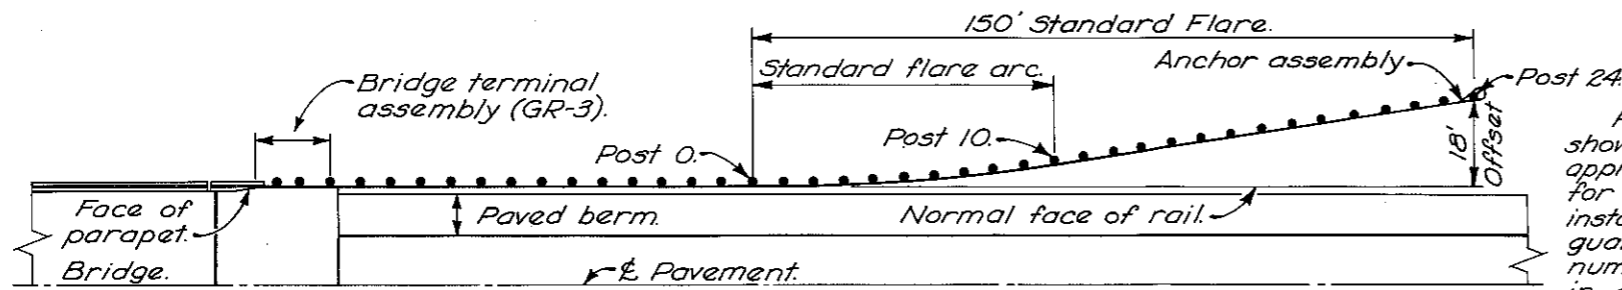 150' Standard Flare.
Standard flare arc.
Anchor assembly
Post 24.
Bridge terminal
assembly (GR-3).
Post 0.
Post 10.
18'
Offset
Face of
parapet.
Paved berm.
Normal face of rail.
Bridge.
℄ Pavement.
show
appr
for
insta
guar
num